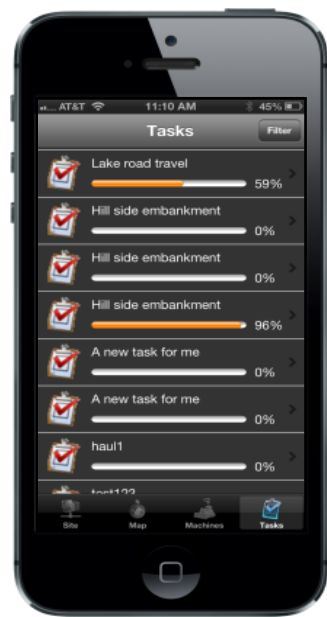 AT&T 11:10 AM 45%
Tasks Filter
Lake road travel
59%
Hill side embankment
0%
Hill side embankment
0%
Hill side embankment
96%
A new task for me
0%
A new task for me
0%
haul1
0%
test123
Site Map Machines Tasks